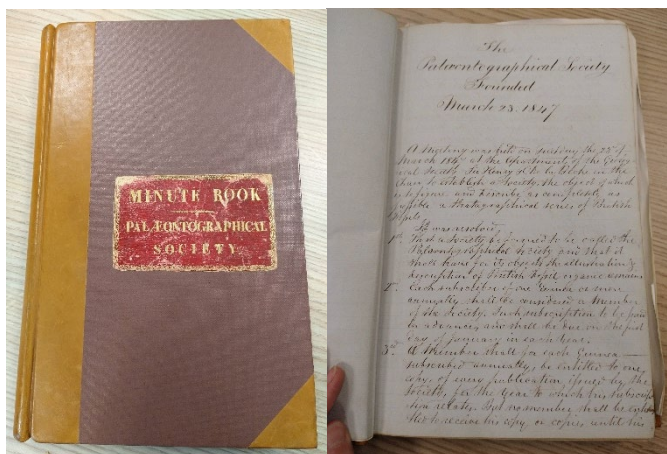 MINUTE BOOK
PALÆONTOGRAPHICAL
SOCIETY
The
Palæontographical Society
Founded
March 23. 1847
A Meeting was held on the 23rd of
March 1847 at the Apartments of the Geolog-
ical Society Sir Henry de la Beche in the
Chair, to establish a Society, the object of which
is to figure and describe as completely as
possible a Stratigraphical series of British
Fossils
It was resolved,
1st That a Society be formed to be called the
Palæontographical Society and that it
shall have for its object the illustration &
description of British Fossil organic remains
2d Each subscriber of one Guinea or more
annually shall be considered a Member
of the Society. Such subscription to be paid
in advance, and shall be due on the first
day of January in each Year.
3rd A Member shall for each Guinea
subscribed annually, be entitled to one
copy of every publication issued by the
Society, for the Year to which his subscrip-
tion relates, but no member shall be entit-
led to receive his copy, or copies, until his